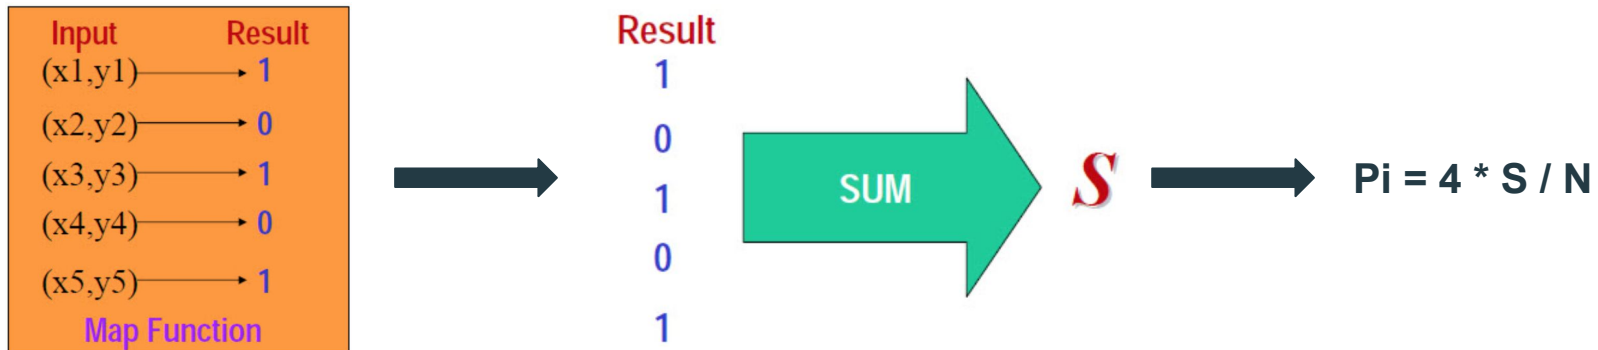 Input Result
(x1,y1) 1
(x2,y2) 0
(x3,y3) 1
(x4,y4) 0
(x5,y5) 1
Map Function
Result
1
0
1
0
1
SUM
S
Pi = 4 * S / N